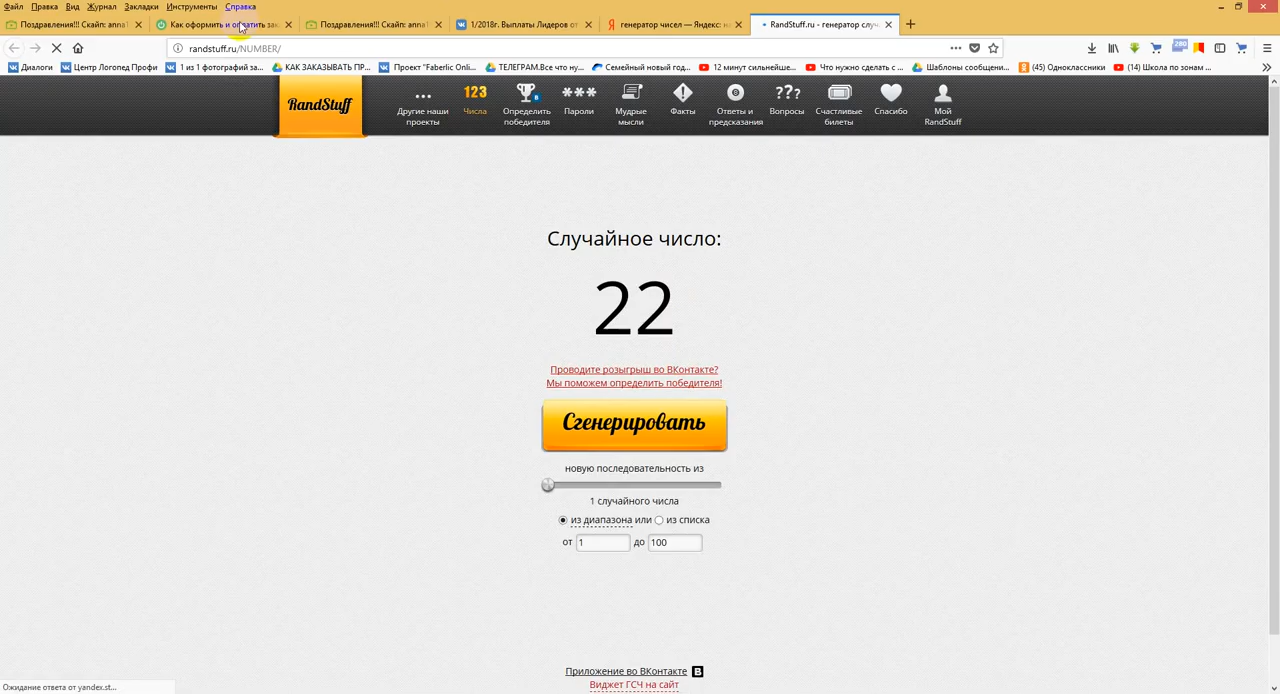 Файл Правка Вид Журнал Закладки Инструменты Справка
Поздравления!!! Скайп: anna1
Как оформить и оплатить зак
Поздравления!!! Скайп: anna1
1/2018г. Выплаты Лидеров от
генератор чисел — Яндекс: н
RandStuff.ru - генератор случ
randstuff.ru/NUMBER/
280
Диалоги
Центр Логопед Профи
1 из 1 фотографий за...
КАК ЗАКАЗЫВАТЬ ПР...
Проект "Faberlic Onli...
ТЕЛЕГРАМ.Все что ну...
Семейный новый год...
12 минут сильнейше...
Что нужно сделать с ...
Шаблоны сообщени...
(45) Одноклассники
(14) Школа по зонам ...
RandStuff
Другие наши проекты
123
Числа
Определить победителя
Пароли
Мудрые мысли
Факты
Ответы и предсказания
???
Вопросы
Счастливые билеты
Спасибо
Мой RandStuff
Случайное число:
22
Проводите розыгрыш во ВКонтакте?
Мы поможем определить победителя!
Сгенерировать
новую последовательность из
1 случайного числа
из диапазона или из списка
от 1 до 100
Приложение во ВКонтакте
Виджет ГСЧ на сайт
Ожидание ответа от yandex.st...